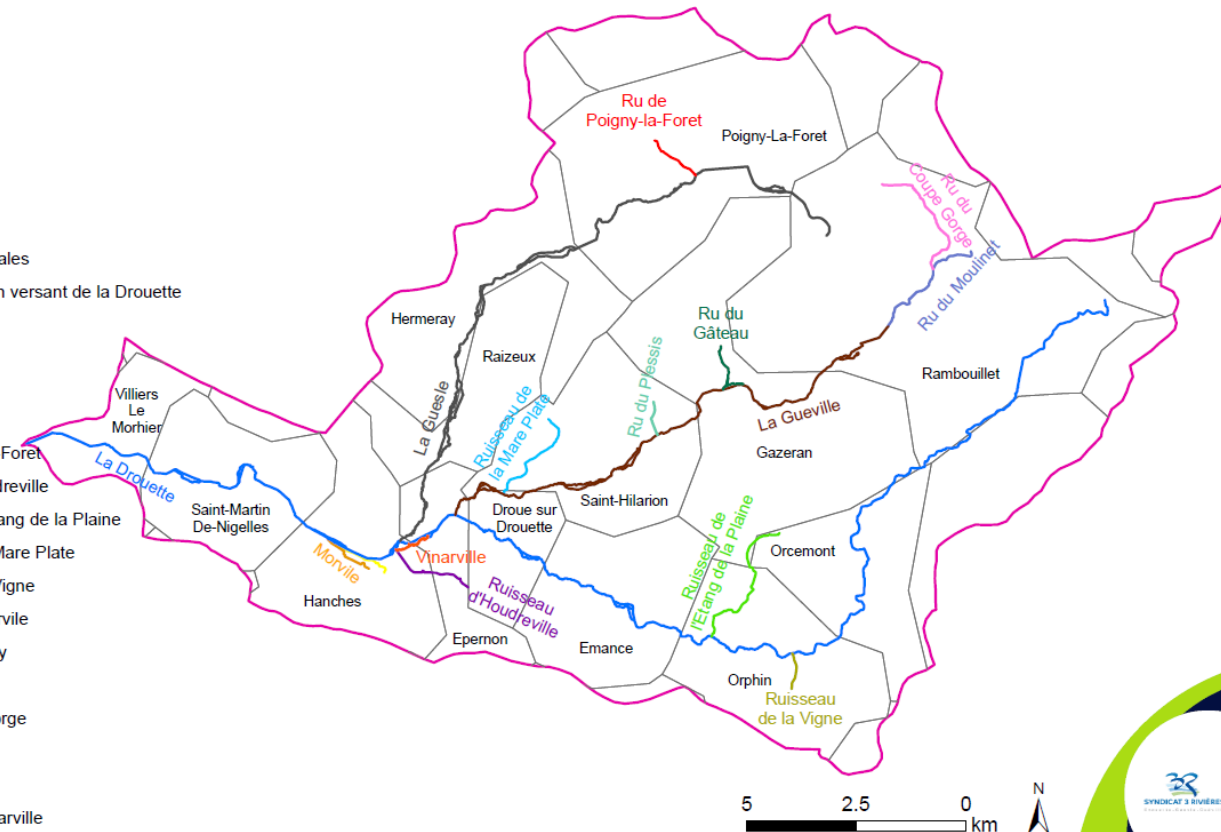 Ru de
Poigny-la-Foret
Poigny-La-Foret
Ru du
Coupe Gorge
Ru du Moulinet
ales
n versant de la Drouette
Hermeray
Raizeux
Ru du
Gâteau
Ru du Plessis
Rambouillet
Villiers
Le
Morhier
La Guesle
Ruisseau de
la Mare Plate
La Gueville
Gazeran
-Foret
La Drouette
dreville
Saint-Martin
De-Nigelles
Droue sur
Drouette
Saint-Hilarion
ang de la Plaine
Mare Plate
Ruisseau de
l'Etang de la Plaine
Orcemont
Morvile
Vinarville
Vigne
Hanches
Ruisseau
d'Houdreville
rville
Epernon
Emance
y
Orphin
Ruisseau
de la Vigne
orge
5 2.5 0
km
N
SYNDICAT 3 RIVIÈRES
arville